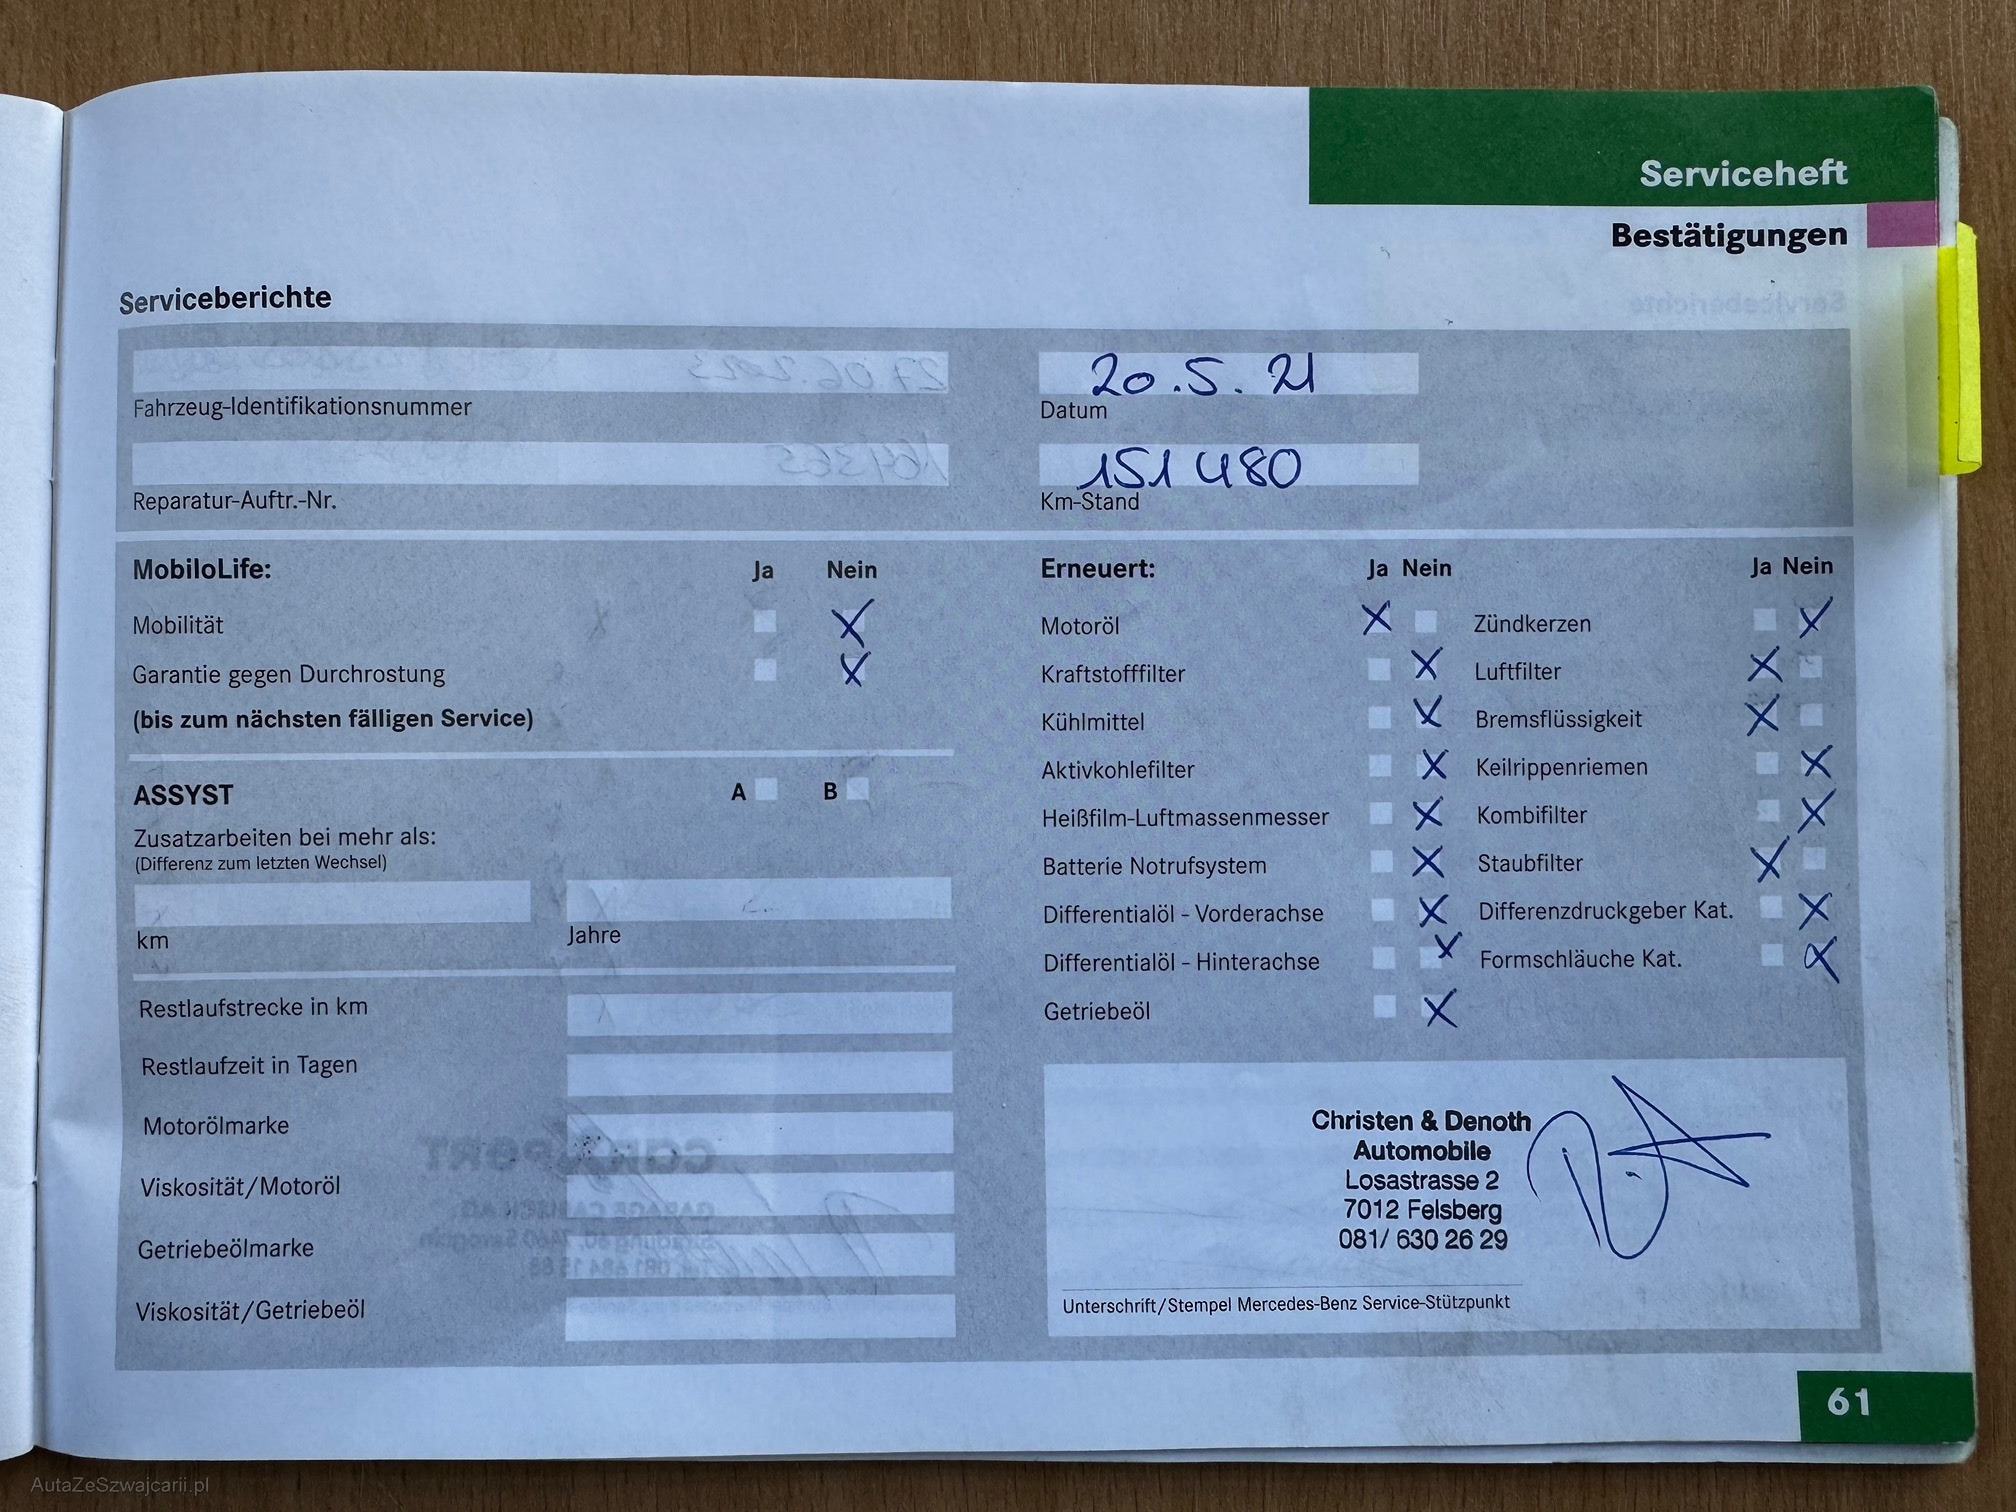 Serviceheft
Bestätigungen
Serviceberichte
20.5.21
Fahrzeug-Identifikationsnummer
Datum
151 480
Reparatur-Auftr.-Nr.
Km-Stand
MobiloLife: Ja Nein
Mobilität
Garantie gegen Durchrostung
(bis zum nächsten fälligen Service)
ASSYST A B
Zusatzarbeiten bei mehr als:
(Differenz zum letzten Wechsel)
km Jahre
Restlaufstrecke in km
Restlaufzeit in Tagen
Motorölmarke
Viskosität/Motoröl
Getriebeölmarke
Viskosität/Getriebeöl
Erneuert: Ja Nein Ja Nein
Motoröl Zündkerzen
Kraftstofffilter Luftfilter
Kühlmittel Bremsflüssigkeit
Aktivkohlefilter Keilrippenriemen
Heißfilm-Luftmassenmesser Kombifilter
Batterie Notrufsystem Staubfilter
Differentialöl - Vorderachse Differenzdruckgeber Kat.
Differentialöl - Hinterachse Formschläuche Kat.
Getriebeöl
Christen & Denoth
Automobile
Losastrasse 2
7012 Felsberg
081/ 630 26 29
Unterschrift/Stempel Mercedes-Benz Service-Stützpunkt
61
AutaZeSzwajcarii.pl